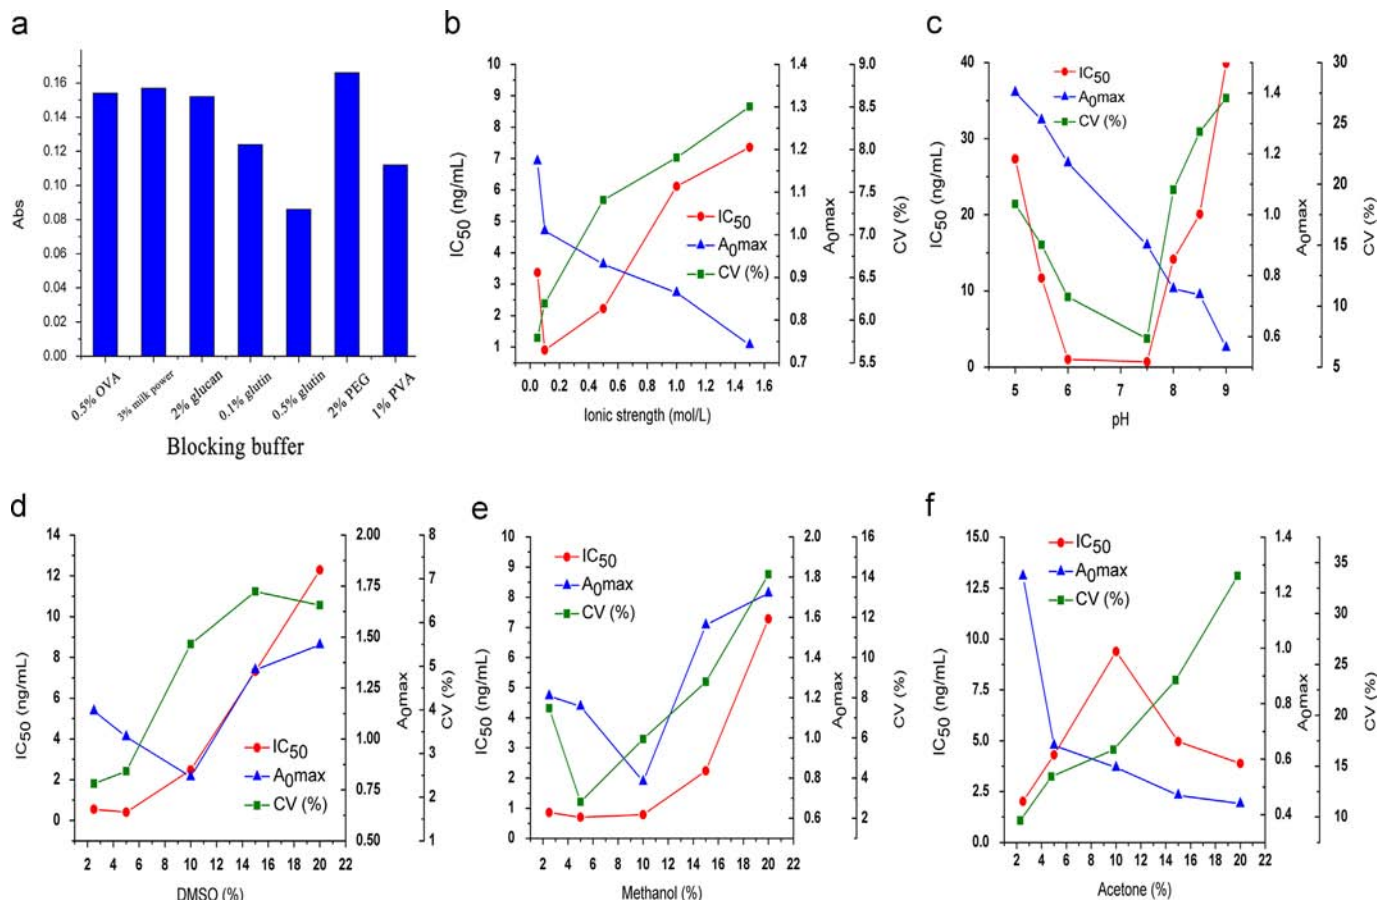 a
Abs
0.16
0.14
0.12
0.10
0.08
0.06
0.04
0.02
0.00
0.5% OVA
3% milk power
2% glucan
0.1% glutin
0.5% glutin
2% PEG
1% PVA
Blocking buffer
b
IC50 (ng/mL)
10
9
8
7
6
5
4
3
2
1
0.0 0.2 0.4 0.6 0.8 1.0 1.2 1.4 1.6
Ionic strength (mol/L)
IC50
A0max
CV (%)
1.4
1.3
1.2
1.1
1.0
0.9
0.8
0.7
A0max
9.0
8.5
8.0
7.5
7.0
6.5
6.0
5.5
CV (%)
c
IC50 (ng/mL)
40
30
20
10
0
5 6 7 8 9
pH
IC50
A0max
CV (%)
1.4
1.2
1.0
0.8
0.6
A0max
30
25
20
15
10
5
CV (%)
d
IC50 (ng/mL)
14
12
10
8
6
4
2
0
2 4 6 8 10 12 14 16 18 20 22
DMSO (%)
IC50
A0max
CV (%)
2.00
1.75
1.50
1.25
1.00
0.75
0.50
A0max
8
7
6
5
4
3
2
1
CV (%)
e
IC50 (ng/mL)
10
9
8
7
6
5
4
3
2
1
0
2 4 6 8 10 12 14 16 18 20 22
Methanol (%)
IC50
A0max
CV (%)
2.0
1.8
1.6
1.4
1.2
1.0
0.8
0.6
A0max
16
14
12
10
8
6
4
2
CV (%)
f
IC50 (ng/mL)
15.0
12.5
10.0
7.5
5.0
2.5
0.0
2 4 6 8 10 12 14 16 18 20 22
Acetone (%)
IC50
A0max
CV (%)
1.4
1.2
1.0
0.8
0.6
0.4
A0max
35
30
25
20
15
10
CV (%)